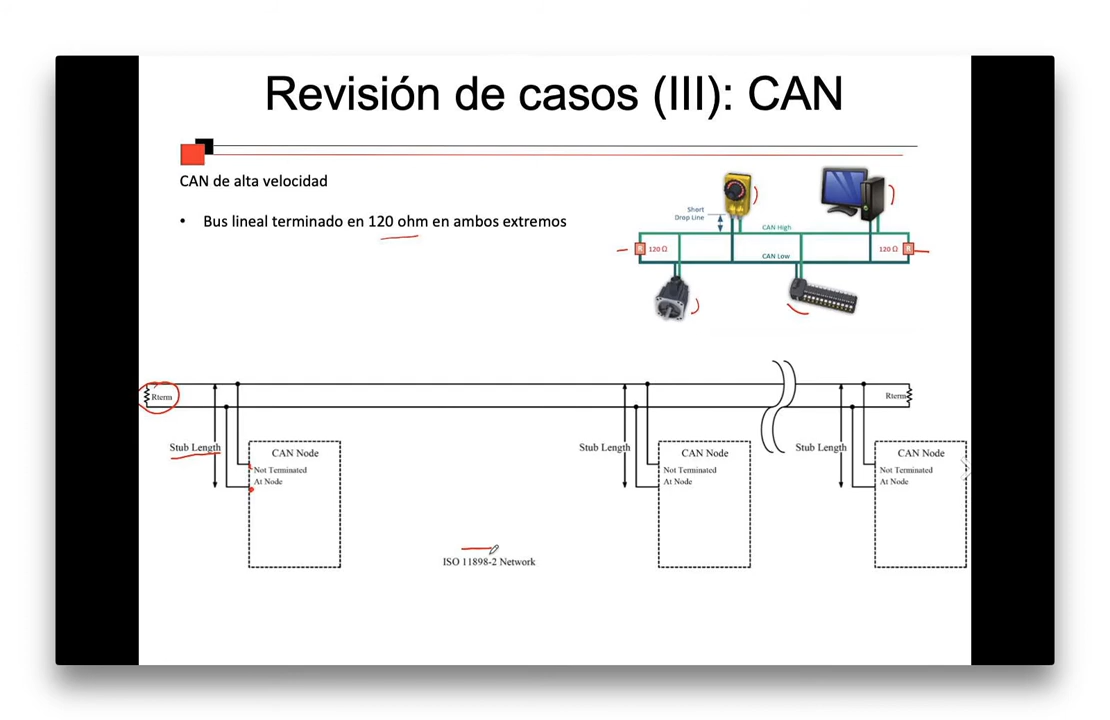 Revisión de casos (III): CAN
CAN de alta velocidad
• Bus lineal terminado en 120 ohm en ambos extremos
Short
Drop Line
CAN High
120 Ω
120 Ω
CAN Low
Rterm
Rterm
Stub Length
CAN Node
Not Terminated
At Node
Stub Length
CAN Node
Not Terminated
At Node
Stub Length
CAN Node
Not Terminated
At Node
ISO 11898-2 Network